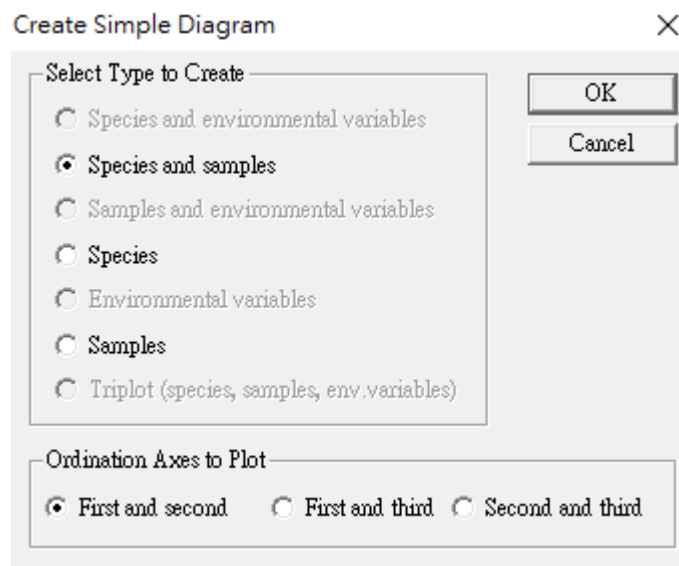 Create Simple Diagram
Select Type to Create
Species and environmental variables
Species and samples
Samples and environmental variables
Species
Environmental variables
Samples
Triplot (species, samples, env.variables)
OK
Cancel
Ordination Axes to Plot
First and second
First and third
Second and third